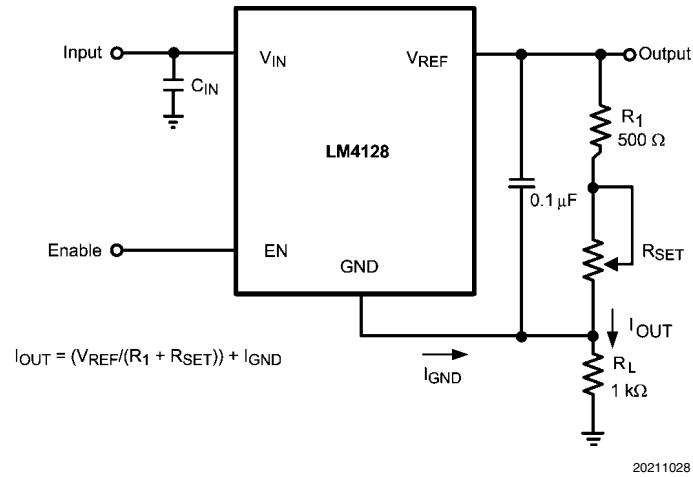 Input
CIN
VIN
VREF
Output
LM4128
R1
500 Ω
0.1 μF
RSET
Enable
EN
GND
IOUT
IOUT = (VREF/(R1 + RSET)) + IGND
IGND
RL
1 kΩ
20211028